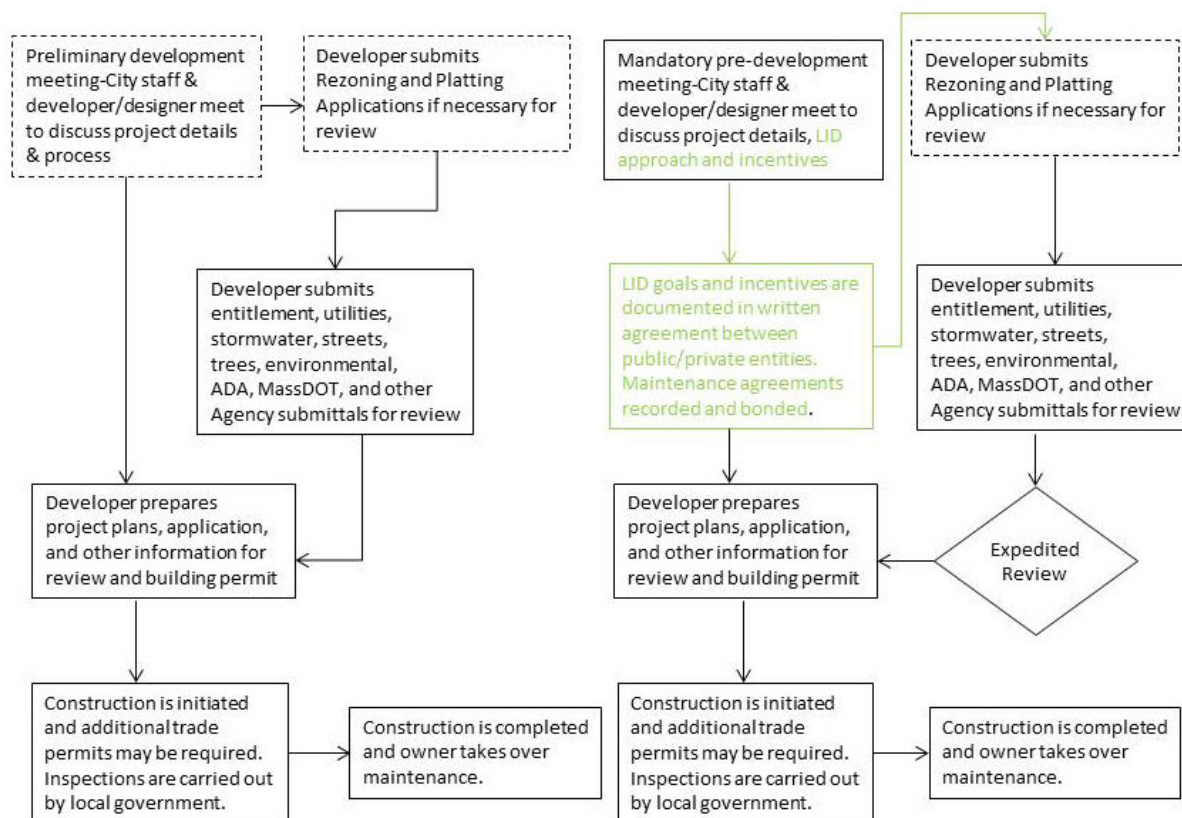 Preliminary development
meeting-City staff &
developer/designer meet
to discuss project details
& process
Developer submits
Rezoning and Platting
Applications if necessary for
review
Developer submits
entitlement, utilities,
stormwater, streets,
trees, environmental,
ADA, MassDOT, and other
Agency submittals for review
Developer prepares
project plans, application,
and other information for
review and building permit
Construction is initiated
and additional trade
permits may be required.
Inspections are carried out
by local government.
Construction is completed
and owner takes over
maintenance.
Mandatory pre-development
meeting-City staff &
developer/designer meet to
discuss project details, LID
approach and incentives
LID goals and incentives are
documented in written
agreement between
public/private entities.
Maintenance agreements
recorded and bonded.
Developer submits
Rezoning and Platting
Applications if necessary for
review
Developer submits
entitlement, utilities,
stormwater, streets,
trees, environmental,
ADA, MassDOT, and other
Agency submittals for review
Expedited
Review
Developer prepares
project plans, application,
and other information for
review and building permit
Construction is initiated
and additional trade
permits may be required.
Inspections are carried out
by local government.
Construction is completed
and owner takes over
maintenance.